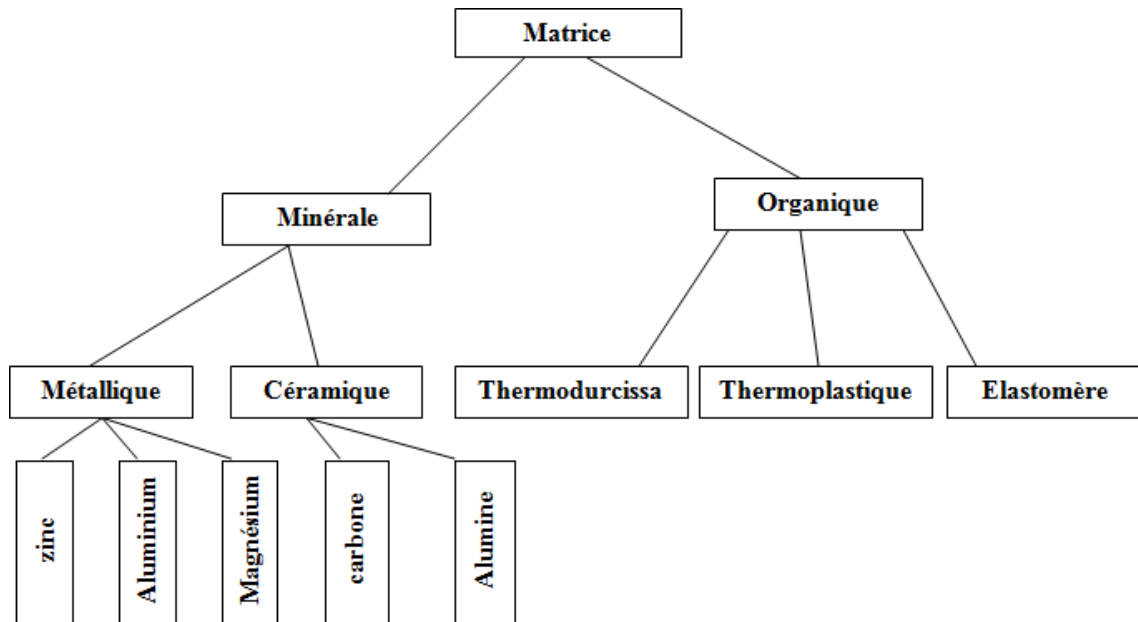 Matrice
Minérale
Organique
Métallique
Céramique
Thermodurcissa
Thermoplastique
Elastomère
zinc
Aluminium
Magnésium
carbone
Alumine